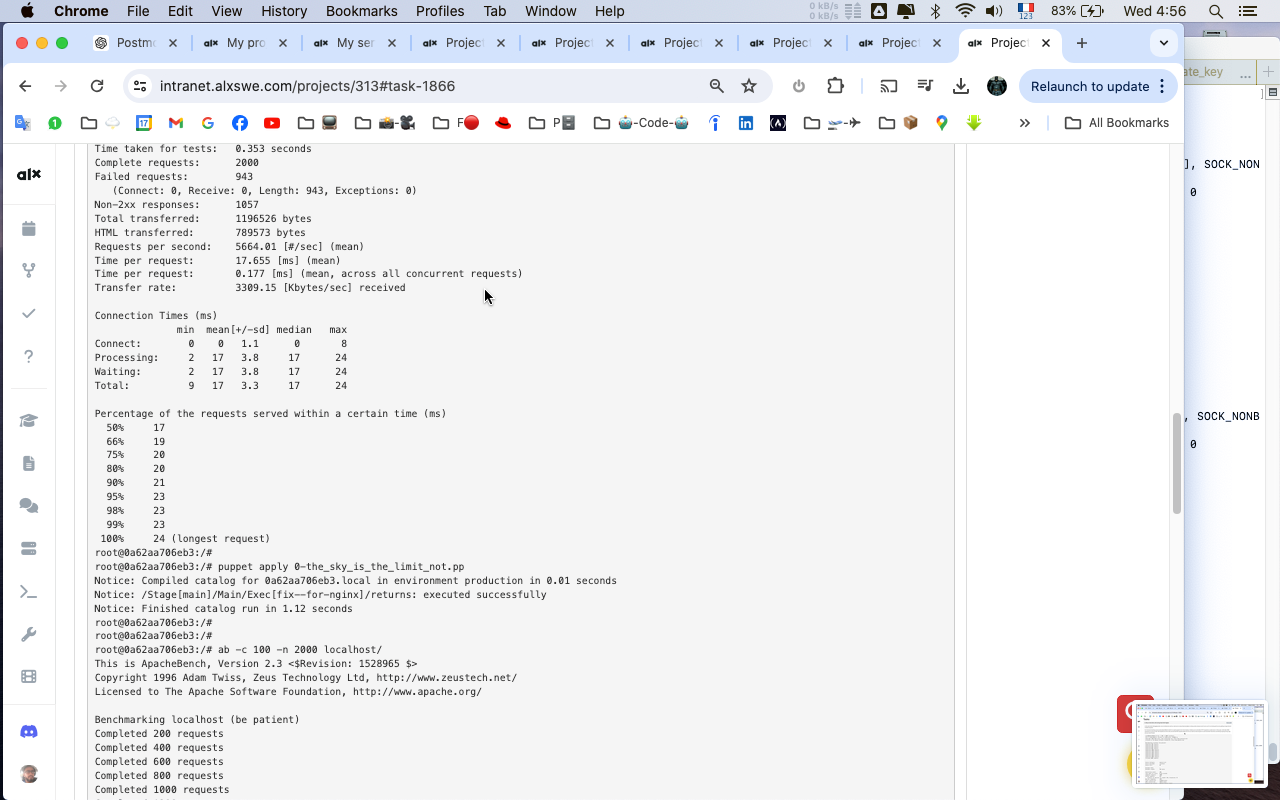 Chrome File Edit View History Bookmarks Profiles Tab Window Help 0 kB/s 0 kB/s 123 83% Wed 4:56
Postma My pro My ser Project Project Project Project Project Project
ate_key ...
intranet.alxswe.com/projects/313#task-1866 Relaunch to update
17 F P -Code- All Bookmarks
alx
Time taken for tests: 0.353 seconds
Complete requests: 2000
Failed requests: 943
(Connect: 0, Receive: 0, Length: 943, Exceptions: 0)
Non-2xx responses: 1057
Total transferred: 1196526 bytes
HTML transferred: 789573 bytes
Requests per second: 5664.01 [#/sec] (mean)
Time per request: 17.655 [ms] (mean)
Time per request: 0.177 [ms] (mean, across all concurrent requests)
Transfer rate: 3309.15 [Kbytes/sec] received
Connection Times (ms)
min mean[+/-sd] median max
Connect: 0 0 1.1 0 8
Processing: 2 17 3.8 17 24
Waiting: 2 17 3.8 17 24
Total: 9 17 3.3 17 24
Percentage of the requests served within a certain time (ms)
50% 17
66% 19
75% 20
80% 20
90% 21
95% 23
98% 23
99% 23
100% 24 (longest request)
root@0a62aa706eb3:/#
root@0a62aa706eb3:/# puppet apply 0-the_sky_is_the_limit_not.pp
Notice: Compiled catalog for 0a62aa706eb3.local in environment production in 0.01 seconds
Notice: /Stage[main]/Main/Exec[fix--for-nginx]/returns: executed successfully
Notice: Finished catalog run in 1.12 seconds
root@0a62aa706eb3:/#
root@0a62aa706eb3:/#
root@0a62aa706eb3:/# ab -c 100 -n 2000 localhost/
This is ApacheBench, Version 2.3 <$Revision: 1528965 $>
Copyright 1996 Adam Twiss, Zeus Technology Ltd, http://www.zeustech.net/
Licensed to The Apache Software Foundation, http://www.apache.org/
Benchmarking localhost (be patient)
Completed 200 requests
Completed 400 requests
Completed 600 requests
Completed 800 requests
Completed 1000 requests
], SOCK_NON
0
, SOCK_NONB
0